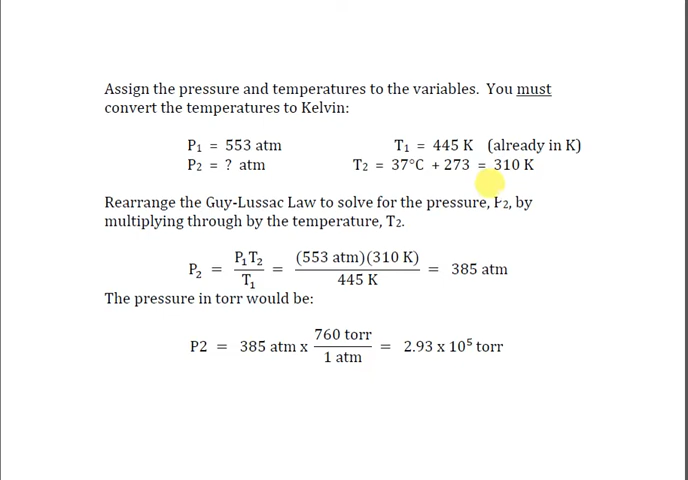 Assign the pressure and temperatures to the variables. You must
convert the temperatures to Kelvin:
P₁ = 553 atm T₁ = 445 K (already in K)
P₂ = ? atm T₂ = 37°C + 273 = 310 K
Rearrange the Guy-Lussac Law to solve for the pressure, P₂, by
multiplying through by the temperature, T₂.
P₂ = P₁T₂ / T₁ = (553 atm)(310 K) / 445 K = 385 atm
The pressure in torr would be:
P2 = 385 atm x 760 torr / 1 atm = 2.93 x 10⁵ torr